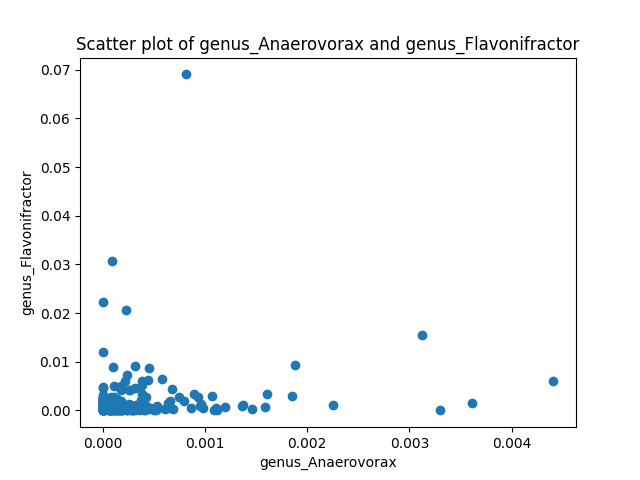 Scatter plot of genus_Anaerovorax and genus_Flavonifractor
0.07
0.06
0.05
0.04
0.03
0.02
0.01
0.00
genus_Flavonifractor
0.000 0.001 0.002 0.003 0.004
genus_Anaerovorax